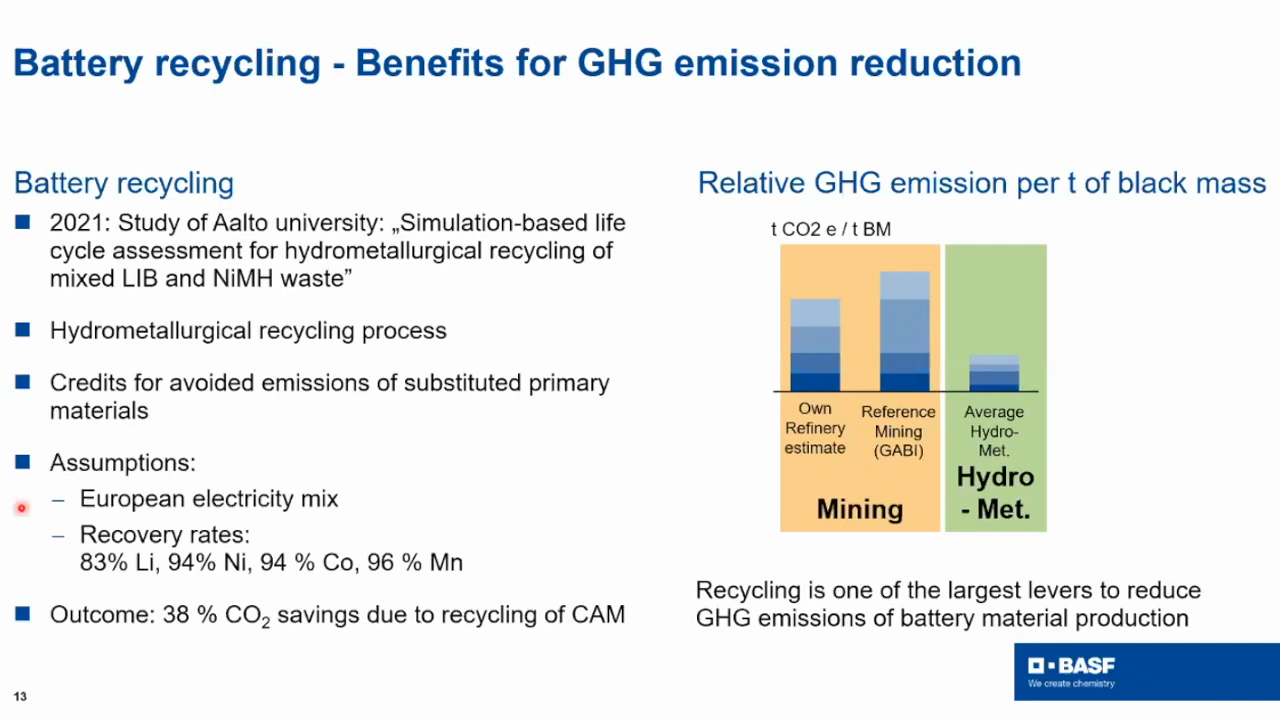 Battery recycling - Benefits for GHG emission reduction
Battery recycling
2021: Study of Aalto university: „Simulation-based life
cycle assessment for hydrometallurgical recycling of
mixed LIB and NiMH waste”
Hydrometallurgical recycling process
Credits for avoided emissions of substituted primary
materials
Assumptions:
– European electricity mix
– Recovery rates:
83% Li, 94% Ni, 94 % Co, 96 % Mn
Outcome: 38 % CO₂ savings due to recycling of CAM
Relative GHG emission per t of black mass
t CO2 e / t BM
Own
Refinery
estimate
Reference
Mining
(GABI)
Average
Hydro-
Met.
Mining
Hydro
- Met.
Recycling is one of the largest levers to reduce
GHG emissions of battery material production
BASF
We create chemistry
13